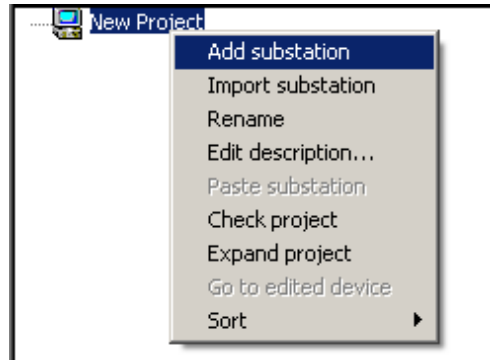 New Project
Add substation
Import substation
Rename
Edit description...
Paste substation
Check project
Expand project
Go to edited device
Sort